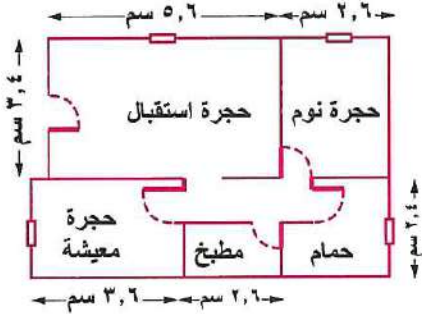 ٥,٦ سم
٢,٦ سم
٣,٤ سم
حجرة استقبال
حجرة نوم
حجرة
معيشة
مطبخ
حمام
٢,٤ سم
٣,٦ سم
٢,٦ سم